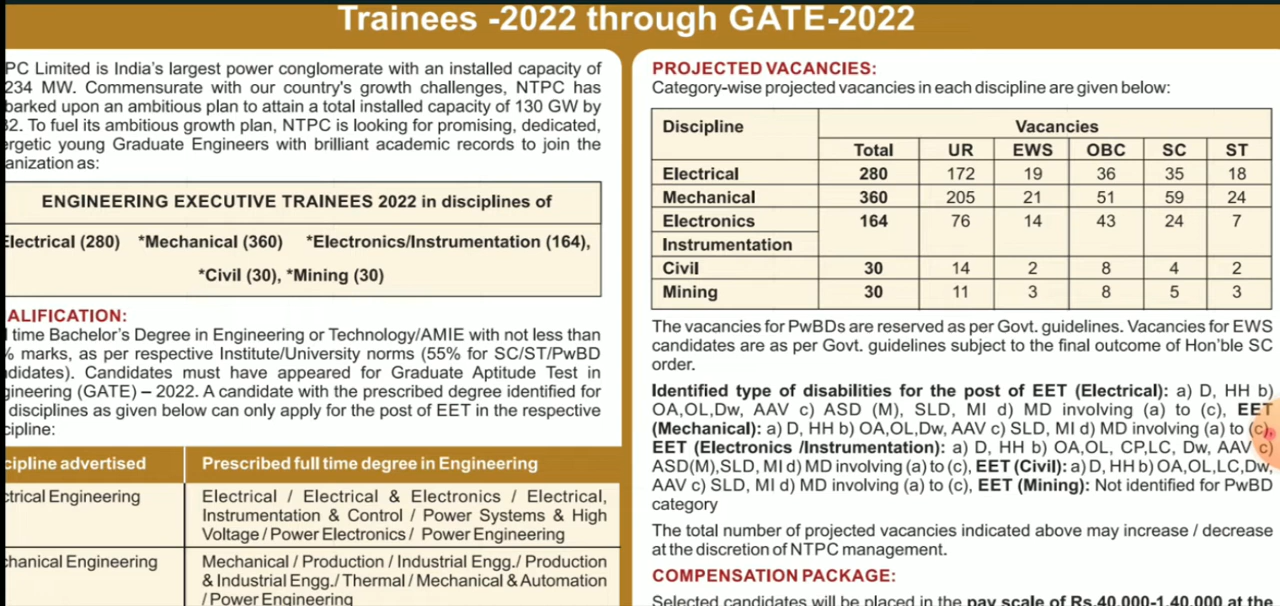 Trainees -2022 through GATE-2022
PC Limited is India's largest power conglomerate with an installed capacity of
234 MW. Commensurate with our country's growth challenges, NTPC has
barked upon an ambitious plan to attain a total installed capacity of 130 GW by
2. To fuel its ambitious growth plan, NTPC is looking for promising, dedicated,
ergetic young Graduate Engineers with brilliant academic records to join the
anization as:
ENGINEERING EXECUTIVE TRAINEES 2022 in disciplines of
Electrical (280) *Mechanical (360) *Electronics/Instrumentation (164),
*Civil (30), *Mining (30)
ALIFICATION:
time Bachelor's Degree in Engineering or Technology/AMIE with not less than
% marks, as per respective Institute/University norms (55% for SC/ST/PwBD
didates). Candidates must have appeared for Graduate Aptitude Test in
gineering (GATE) – 2022. A candidate with the prescribed degree identified for
disciplines as given below can only apply for the post of EET in the respective
cipline:
cipline advertised Prescribed full time degree in Engineering
ctrical Engineering Electrical / Electrical & Electronics / Electrical,
Instrumentation & Control / Power Systems & High
Voltage / Power Electronics / Power Engineering
chanical Engineering Mechanical / Production / Industrial Engg./ Production
& Industrial Engg./ Thermal / Mechanical & Automation
/ Power Engineering
PROJECTED VACANCIES:
Category-wise projected vacancies in each discipline are given below:
Discipline Vacancies
Total UR EWS OBC SC ST
Electrical 280 172 19 36 35 18
Mechanical 360 205 21 51 59 24
Electronics 164 76 14 43 24 7
Instrumentation
Civil 30 14 2 8 4 2
Mining 30 11 3 8 5 3
The vacancies for PwBDs are reserved as per Govt. guidelines. Vacancies for EWS
candidates are as per Govt. guidelines subject to the final outcome of Hon'ble SC
order.
Identified type of disabilities for the post of EET (Electrical): a) D, HH b)
OA,OL,Dw, AAV c) ASD (M), SLD, MI d) MD involving (a) to (c), EET
(Mechanical): a) D, HH b) OA,OL,Dw, AAV c) SLD, MI d) MD involving (a) to (c),
EET (Electronics /Instrumentation): a) D, HH b) OA,OL, CP,LC, Dw, AAV c)
ASD(M),SLD, MI d) MD involving (a) to (c), EET (Civil): a) D, HH b) OA,OL,LC,Dw,
AAV c) SLD, MI d) MD involving (a) to (c), EET (Mining): Not identified for PwBD
category
The total number of projected vacancies indicated above may increase / decrease
at the discretion of NTPC management.
COMPENSATION PACKAGE:
Selected candidates will be placed in the pay scale of Rs.40,000-1,40,000 at the